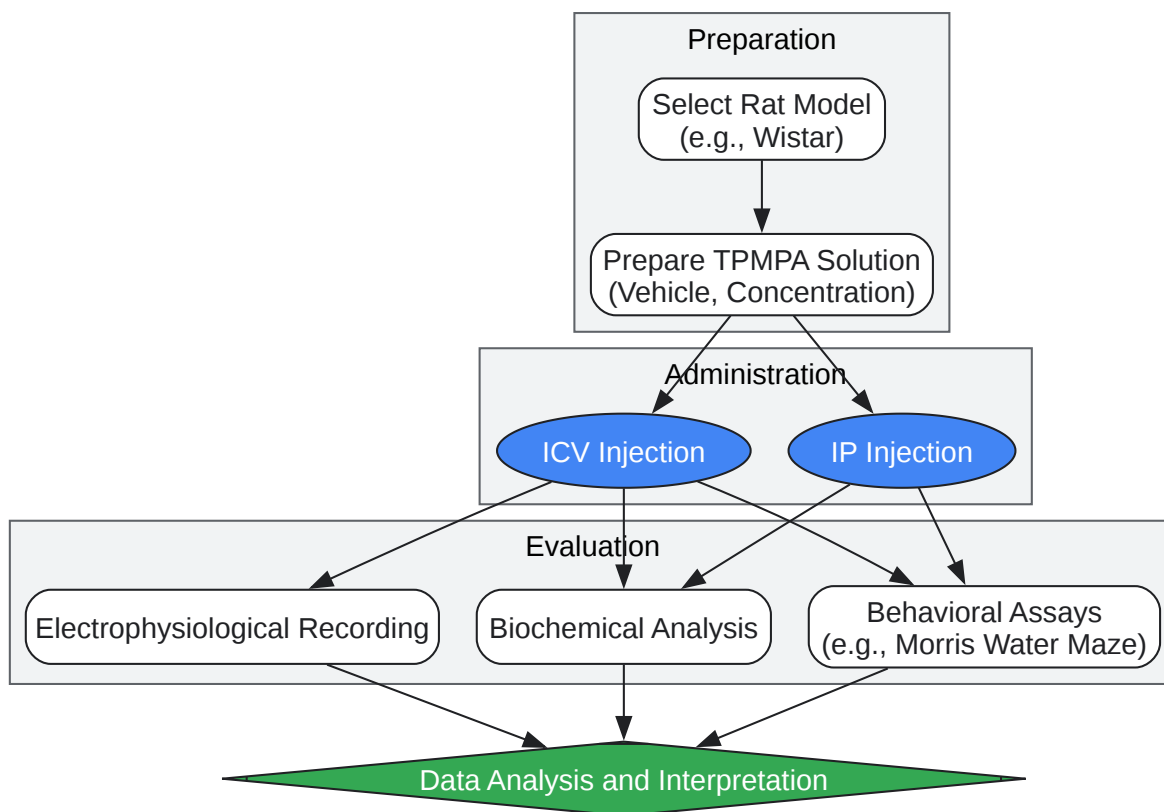 Preparation
Select Rat Model
(e.g., Wistar)
Prepare TPMPA Solution
(Vehicle, Concentration)
Administration
ICV Injection
IP Injection
Evaluation
Electrophysiological Recording
Biochemical Analysis
Behavioral Assays
(e.g., Morris Water Maze)
Data Analysis and Interpretation